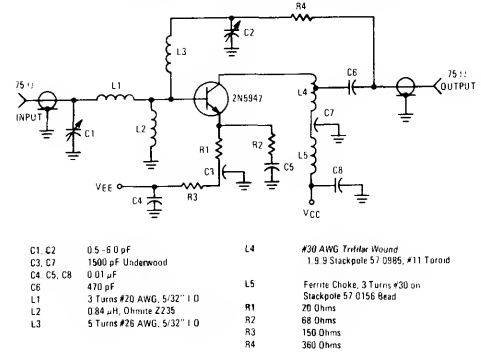 R4
C2
L3
75 Ω
INPUT
L1
C1
L2
2N5947
L4
C6
75 Ω
OUTPUT
C7
R1
R2
L5
C3
C5
C8
VEE
C4
R3
VCC
C1, C2 0.5 -6.0 pF
C3, C7 1500 pF Underwood
C4, C5, C8 0.01 µF
C6 470 pF
L1 3 Turns #20 AWG, 5/32" I D
L2 0.84 µH, Ohmite Z235
L3 5 Turns #26 AWG, 5/32" I D
L4 #30 AWG Trifilar Wound
1.9.9 Stackpole 57 0985, #11 Toroid
L5 Ferrite Choke, 3 Turns #30 on
Stackpole 57 0156 Bead
R1 20 Ohms
R2 68 Ohms
R3 150 Ohms
R4 360 Ohms